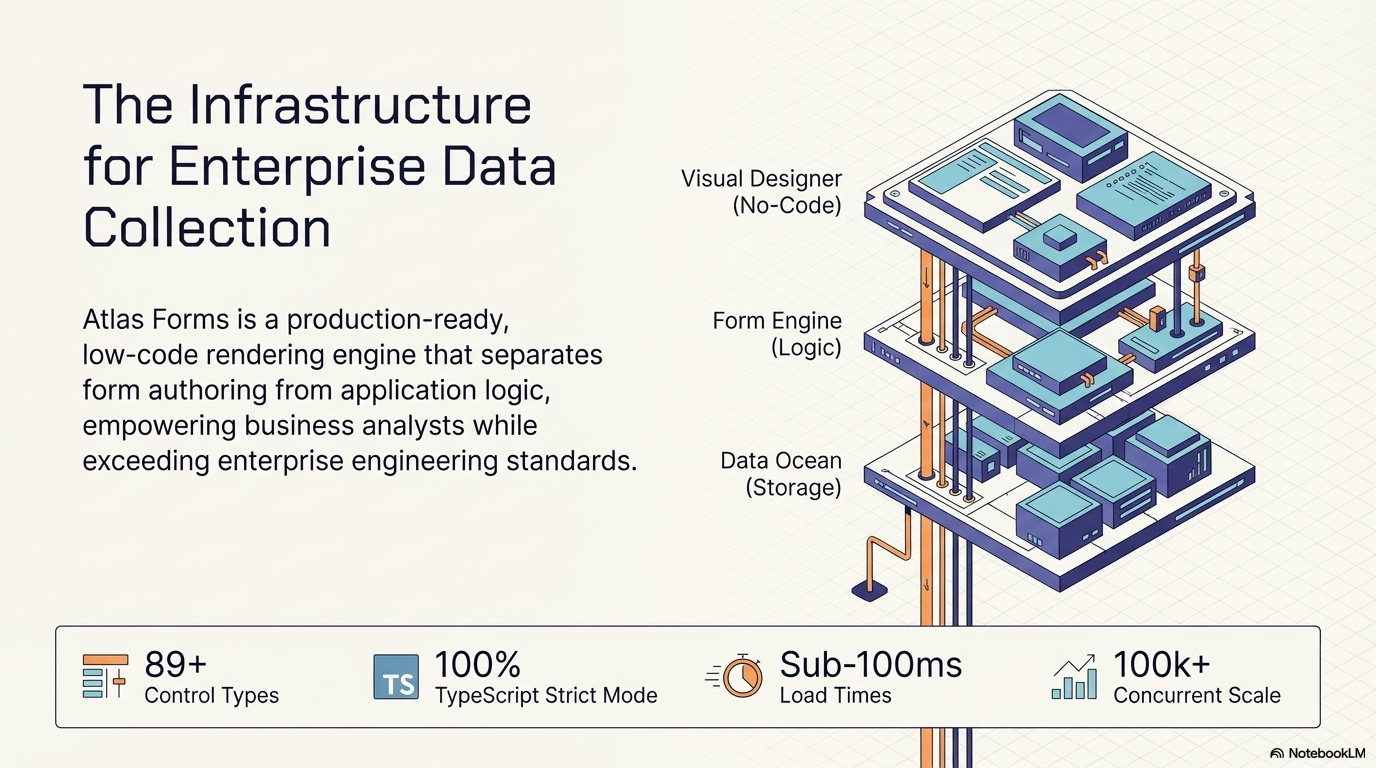 The Infrastructure
for Enterprise Data
Collection
Atlas Forms is a production-ready,
low-code rendering engine that separates
form authoring from application logic,
empowering business analysts while
exceeding enterprise engineering standards.
Visual Designer
(No-Code)
Form Engine
(Logic)
Data Ocean
(Storage)
89+
Control Types
TS
100%
TypeScript Strict Mode
Sub-100ms
Load Times
100k+
Concurrent Scale
NotebookLM